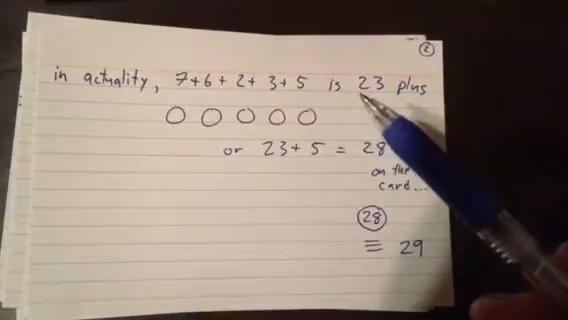 2
in actuality, 7+6+2+3+5 is 23 plus
O O O O O
or 23+5 = 28
on the
card...
28
≡ 29